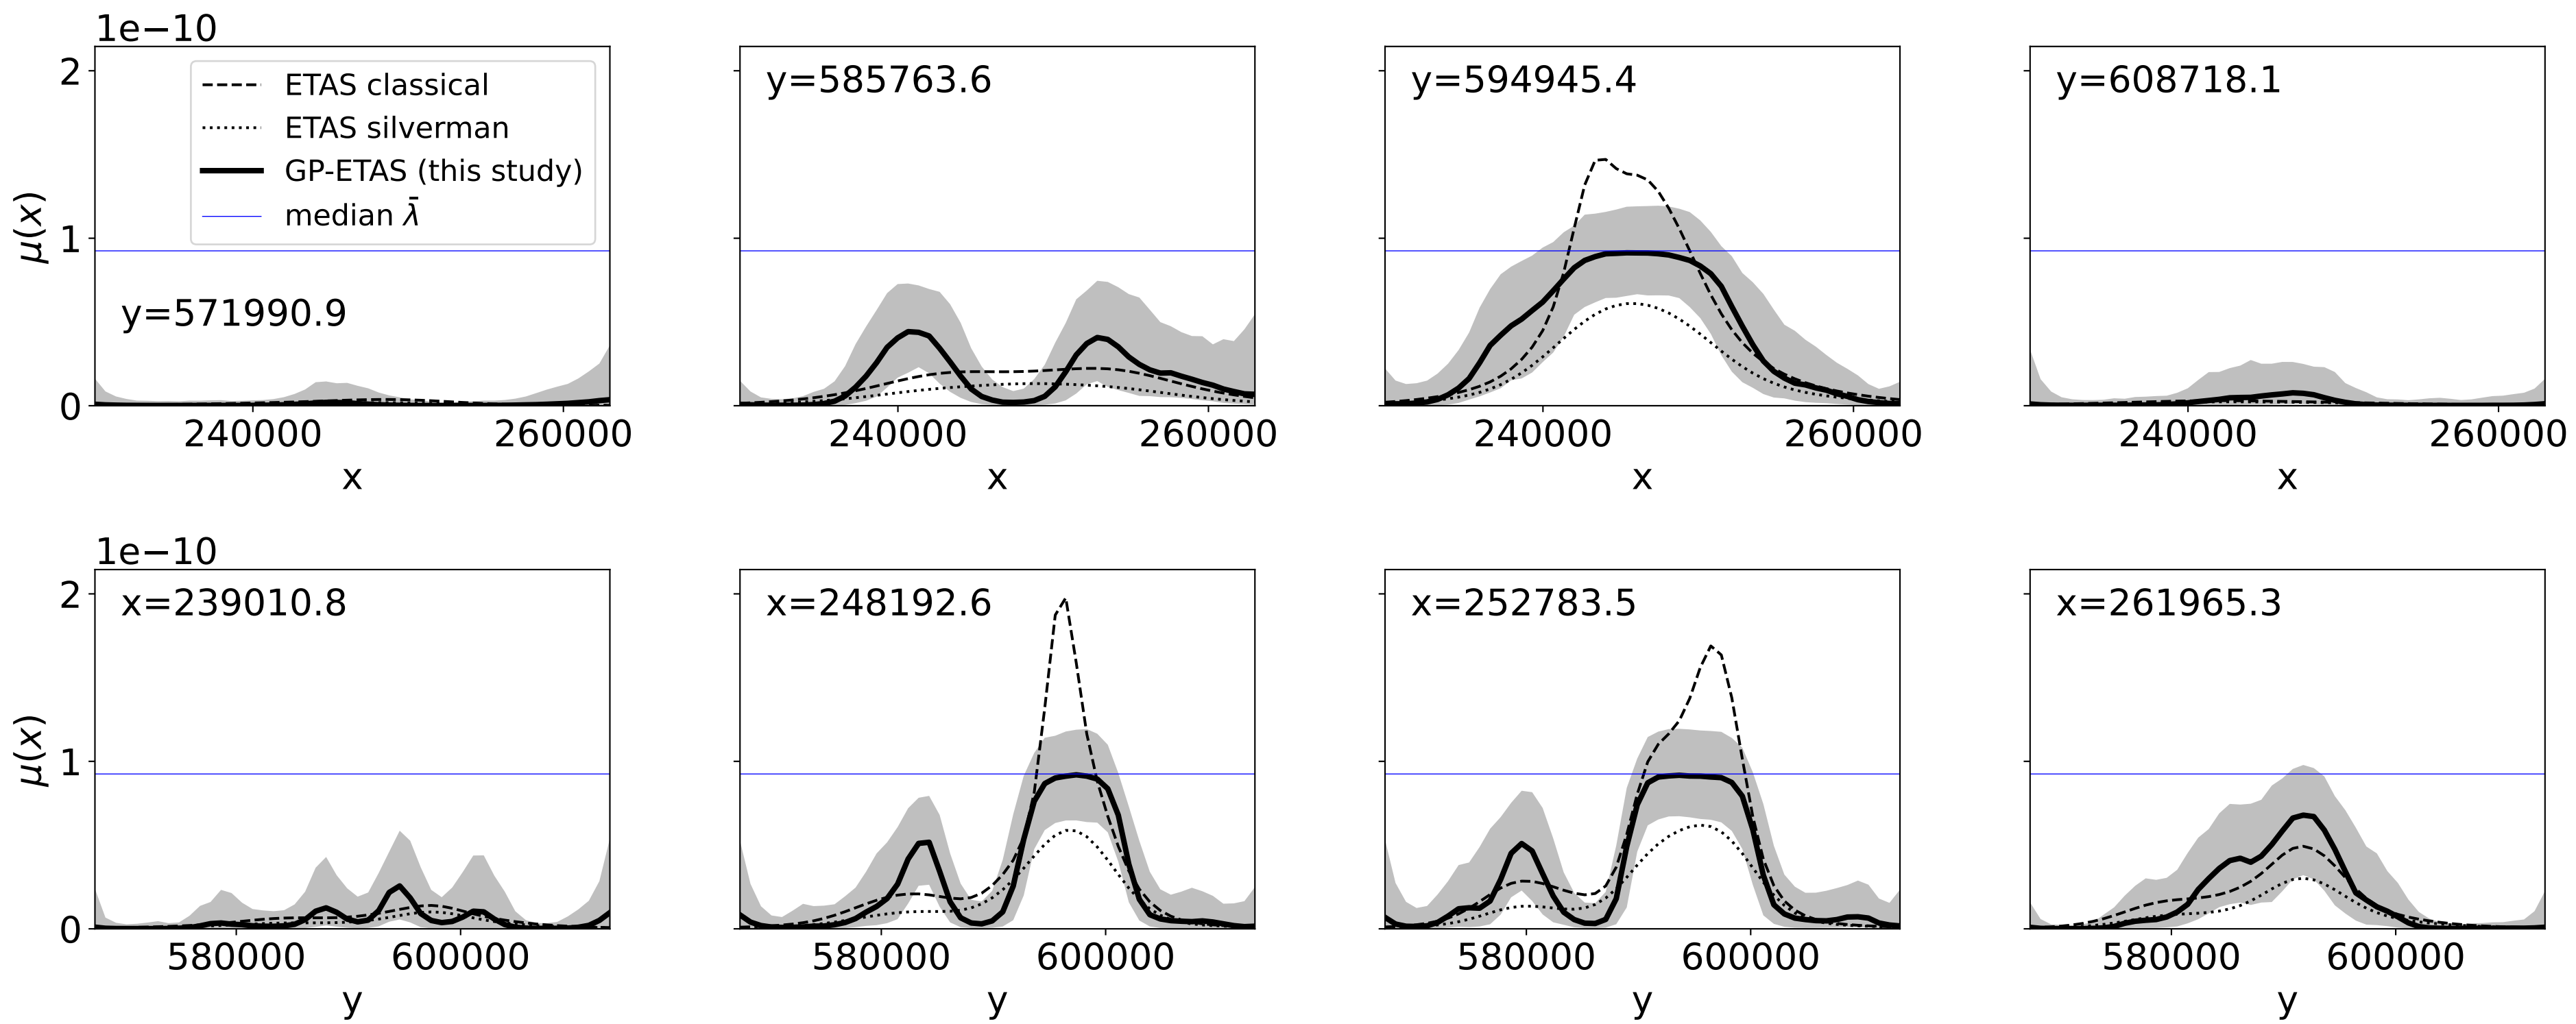 1e−10
2
1
0
μ(x)
ETAS classical
ETAS silverman
GP-ETAS (this study)
median λ̄
y=571990.9
240000 260000
x
y=585763.6
240000 260000
x
y=594945.4
240000 260000
x
y=608718.1
240000 260000
x
1e−10
2
1
0
μ(x)
x=239010.8
580000 600000
y
x=248192.6
580000 600000
y
x=252783.5
580000 600000
y
x=261965.3
580000 600000
y